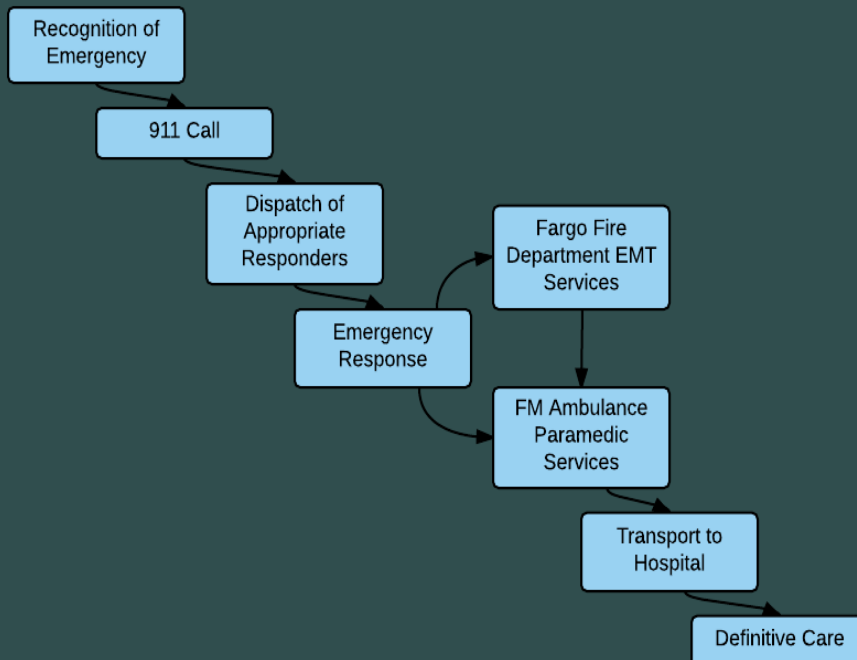 Recognition of
Emergency
911 Call
Dispatch of
Appropriate
Responders
Emergency
Response
Fargo Fire
Department EMT
Services
FM Ambulance
Paramedic
Services
Transport to
Hospital
Definitive Care